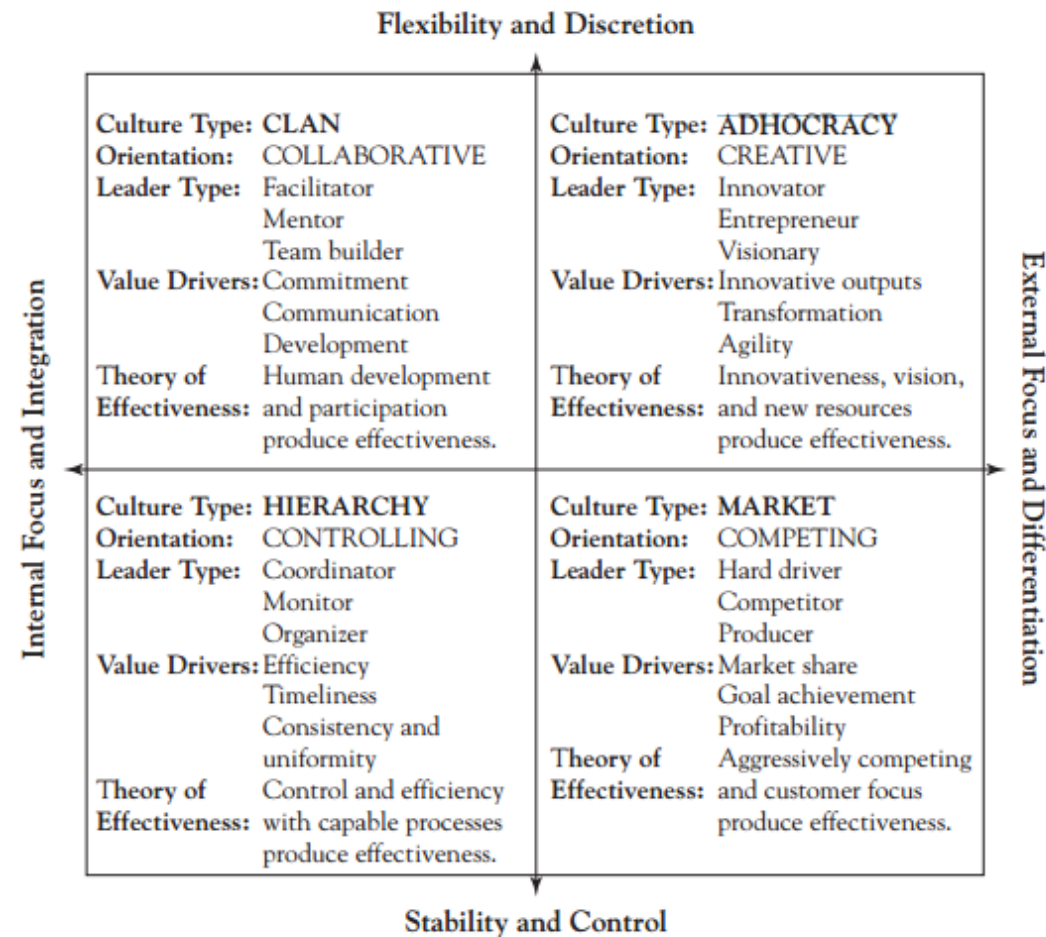 Flexibility and Discretion
Internal Focus and Integration
Culture Type: CLAN
Orientation: COLLABORATIVE
Leader Type: Facilitator
Mentor
Team builder
Value Drivers: Commitment
Communication
Development
Theory of Human development
Effectiveness: and participation
produce effectiveness.
Culture Type: ADHOCRACY
Orientation: CREATIVE
Leader Type: Innovator
Entrepreneur
Visionary
Value Drivers: Innovative outputs
Transformation
Agility
Theory of Innovativeness, vision,
Effectiveness: and new resources
produce effectiveness.
Culture Type: HIERARCHY
Orientation: CONTROLLING
Leader Type: Coordinator
Monitor
Organizer
Value Drivers: Efficiency
Timeliness
Consistency and
uniformity
Theory of Control and efficiency
Effectiveness: with capable processes
produce effectiveness.
Culture Type: MARKET
Orientation: COMPETING
Leader Type: Hard driver
Competitor
Producer
Value Drivers: Market share
Goal achievement
Profitability
Theory of Aggressively competing
Effectiveness: and customer focus
produce effectiveness.
External Focus and Differentiation
Stability and Control